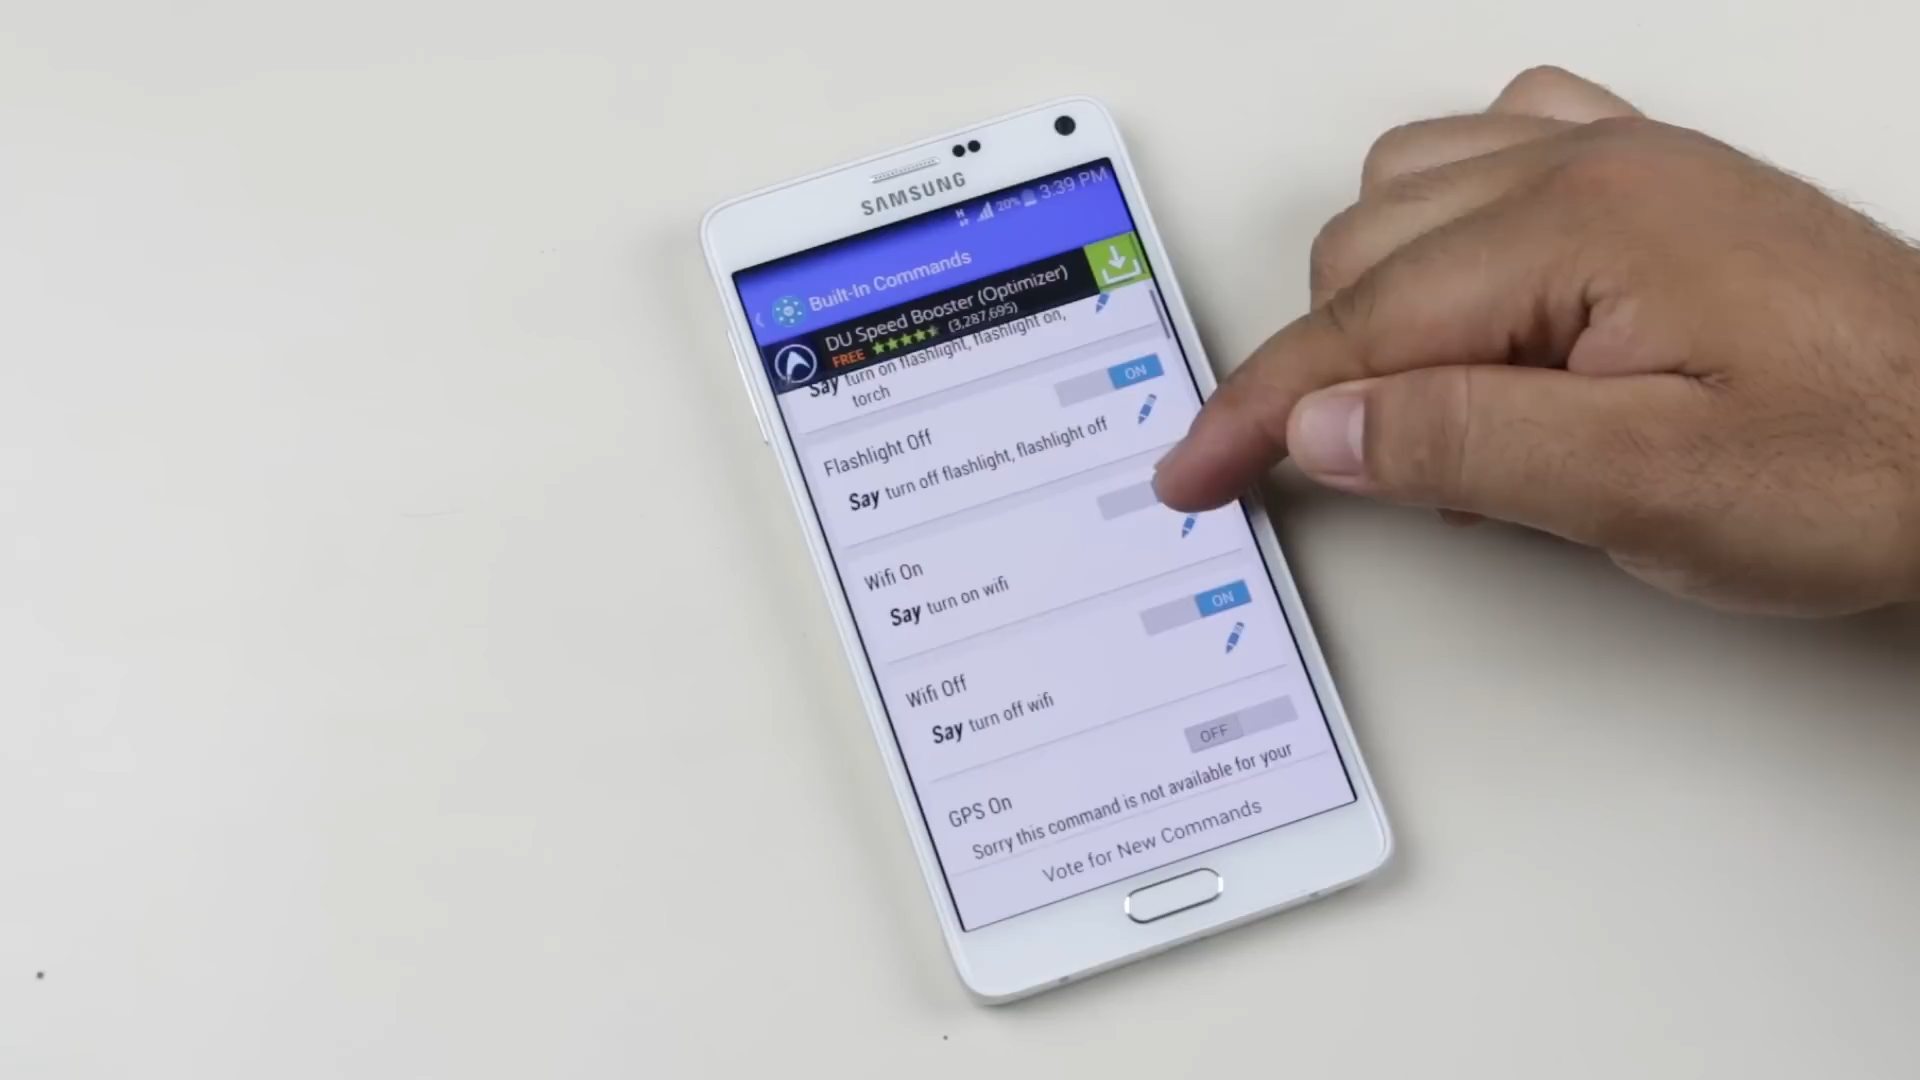 SAMSUNG
20% 3:39 PM
Built-In Commands
DU Speed Booster (Optimizer)
FREE (3,287,695)
Say turn on flashlight, flashlight on,
torch
ON
Flashlight Off
Say turn off flashlight, flashlight off
Wifi On
Say turn on wifi
ON
Wifi Off
Say turn off wifi
OFF
GPS On
Sorry this command is not available for your
Vote for New Commands